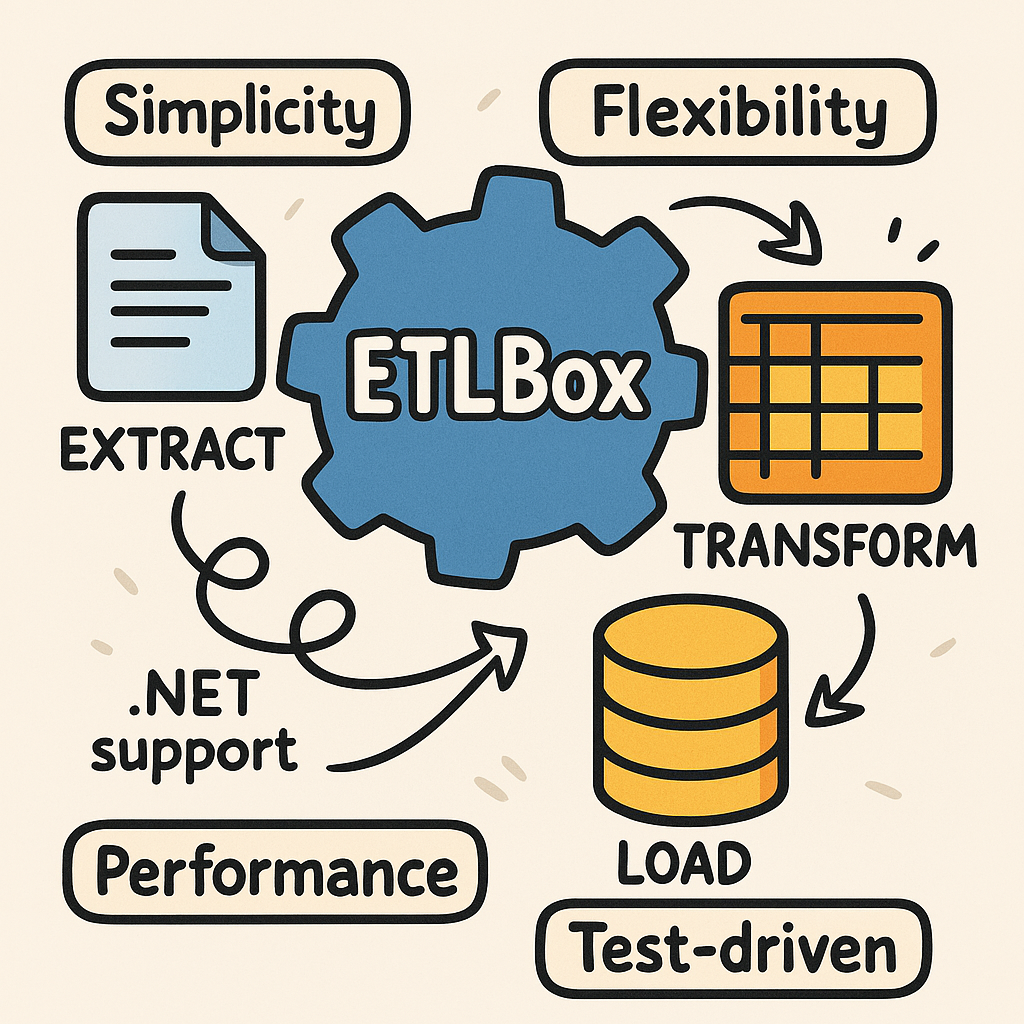 Simplicity
Flexibility
ETLBox
EXTRACT
TRANSFORM
.NET
support
LOAD
Performance
Test-driven